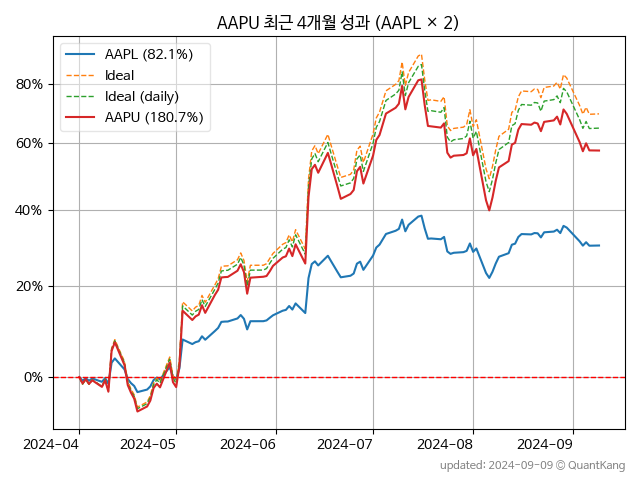 AAPU 최근 4개월 성과 (AAPL × 2)
AAPL (82.1%)
Ideal
Ideal (daily)
AAPU (180.7%)
80%
60%
40%
20%
0%
2024-04
2024-05
2024-06
2024-07
2024-08
2024-09
updated: 2024-09-09 © QuantKang